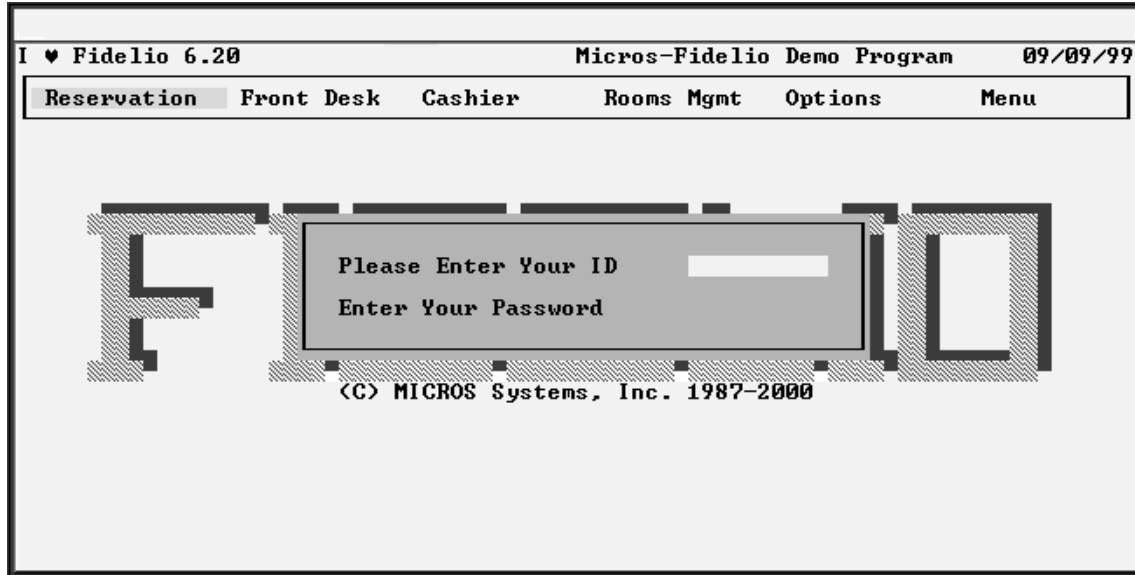 I ♥ Fidelio 6.20 Micros-Fidelio Demo Program 09/09/99
Reservation Front Desk Cashier Rooms Mgmt Options Menu
Please Enter Your ID
Enter Your Password
(C) MICROS Systems, Inc. 1987-2000